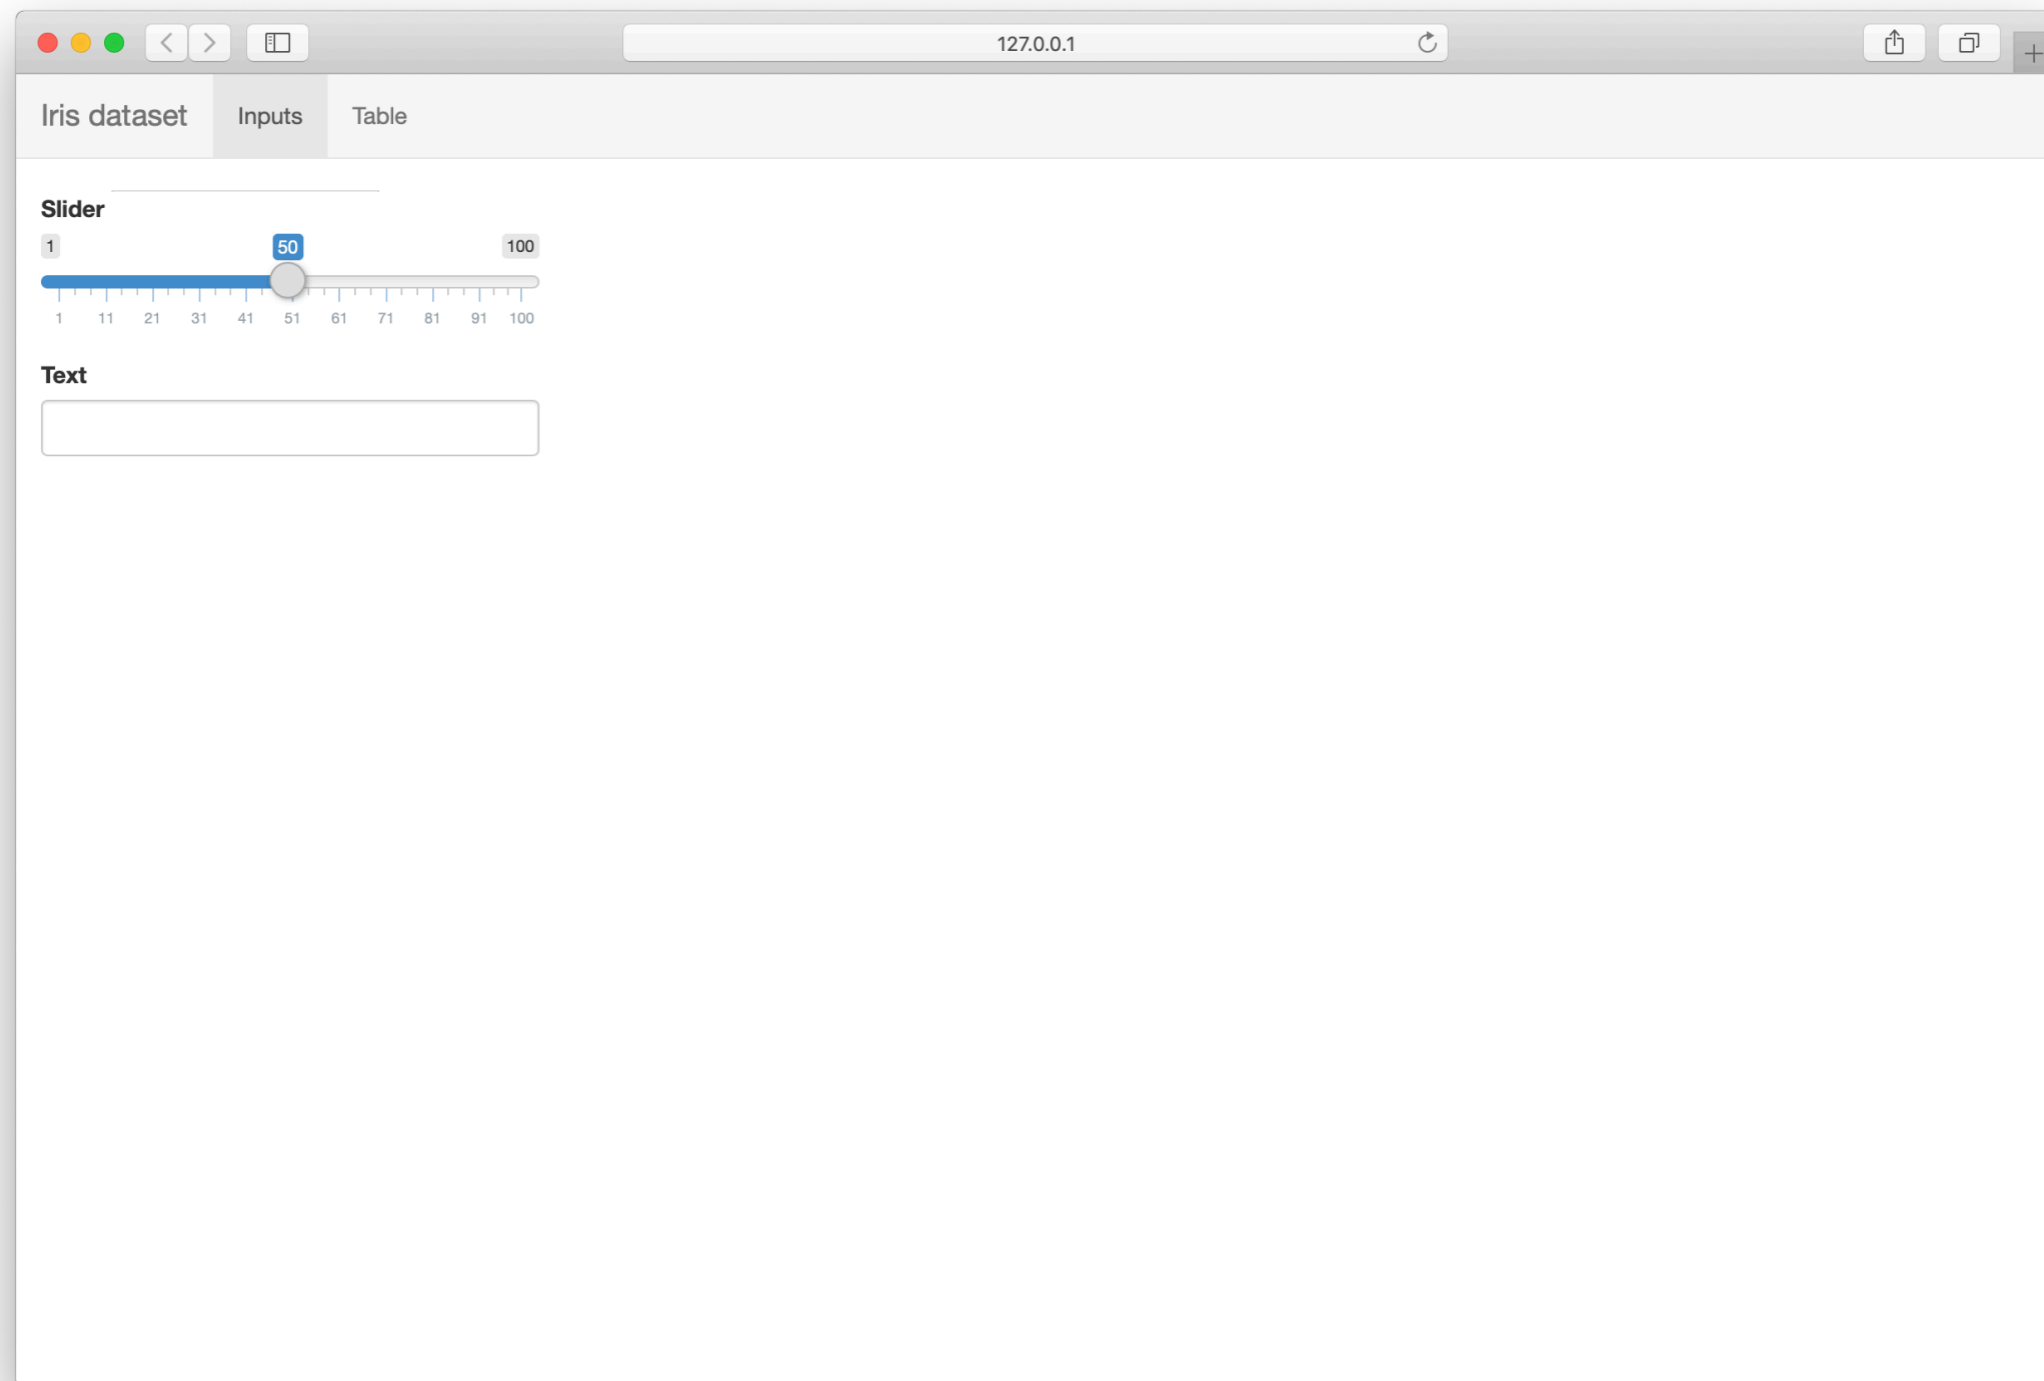 127.0.0.1
Iris dataset Inputs Table
Slider
1 50 100
1 11 21 31 41 51 61 71 81 91 100
Text